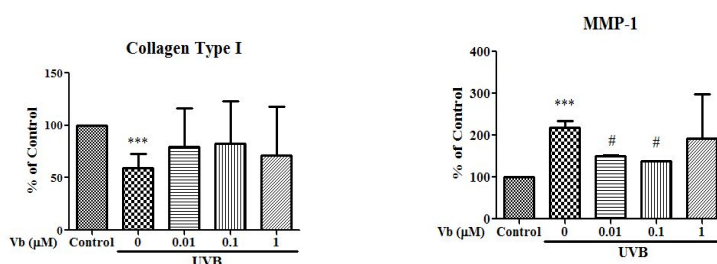 Collagen Type I
% of Control
150
100
50
0
***
Vb (μM) Control 0 0.01 0.1 1
UVB
MMP-1
% of Control
400
300
200
100
0
***
# #
Vb (μM) Control 0 0.01 0.1 1
UVB